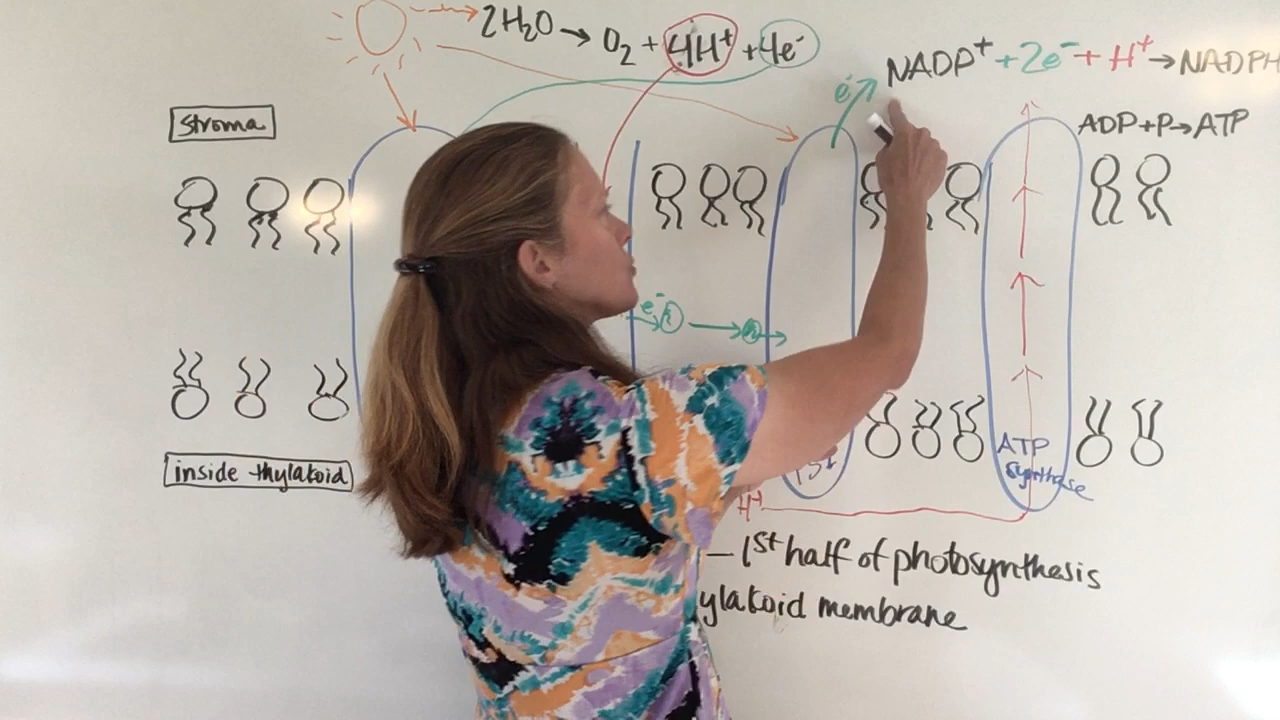 2H₂O → O₂ + 4H⁺ + 4e⁻
NADP⁺ + 2e⁻ + H⁺ → NADPH
e⁻
stroma
ADP+P→ATP
e⁻
ATP
synthase
inside thylakoid
H⁺
– 1st half of photosynthesis
ylakoid membrane